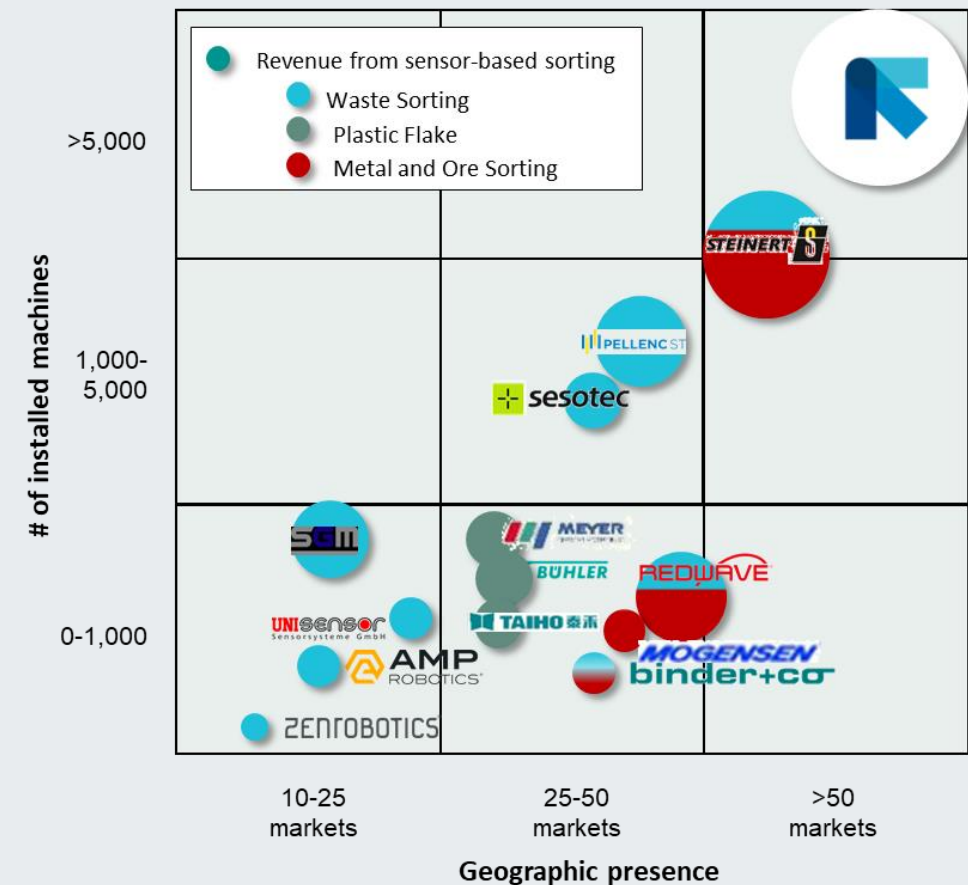 Revenue from sensor-based sorting
Waste Sorting
Plastic Flake
Metal and Ore Sorting
# of installed machines
>5,000
1,000-
5,000
0-1,000
STEINERT S
PELLENC ST
sesotec
SGM
MEYER
BÜHLER
REDWAVE
UNISENSOR
Sensorsysteme GmbH
TAIHO 泰禾
AMP
ROBOTICS
MOGENSEN
binder+co
ZENROBOTICS
10-25
markets
25-50
markets
>50
markets
Geographic presence